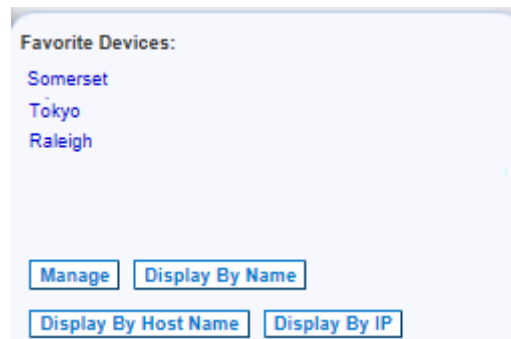 Favorite Devices:
Somerset
Tokyo
Raleigh
Manage Display By Name
Display By Host Name Display By IP